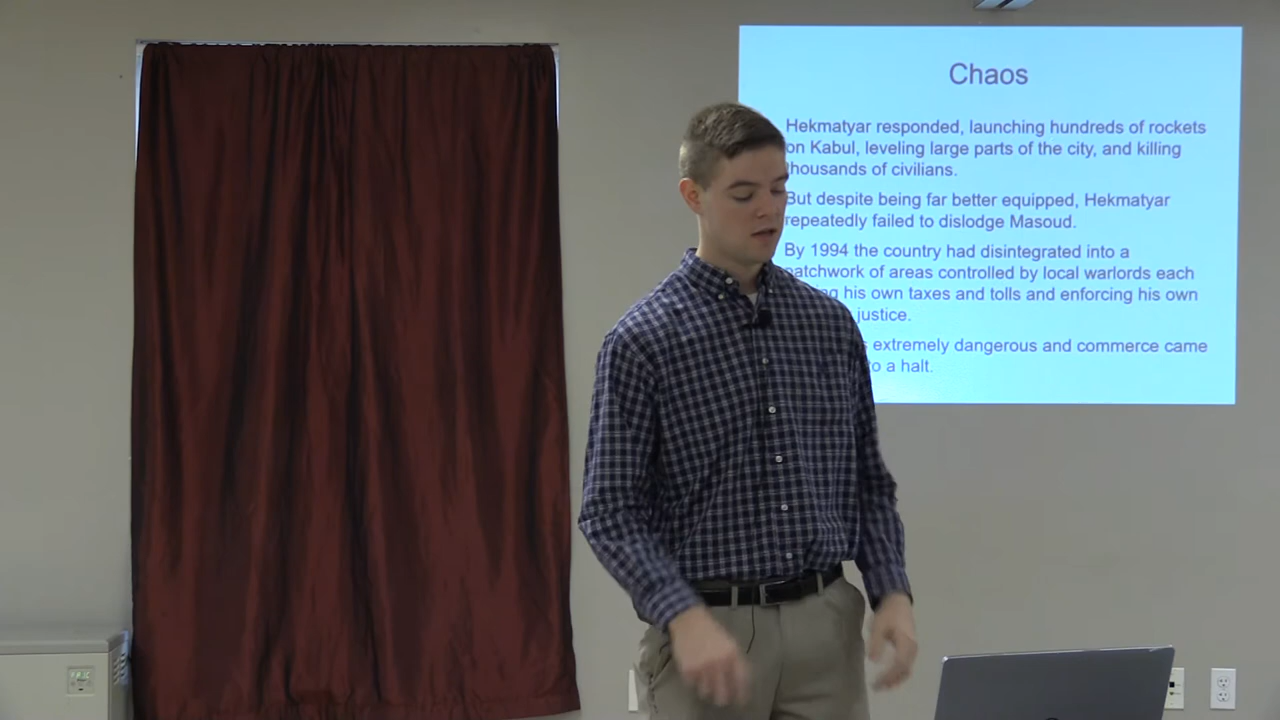 Chaos
Hekmatyar responded, launching hundreds of rockets
on Kabul, leveling large parts of the city, and killing
thousands of civilians.
But despite being far better equipped, Hekmatyar
repeatedly failed to dislodge Masoud.
By 1994 the country had disintegrated into a
patchwork of areas controlled by local warlords each
his own taxes and tolls and enforcing his own
justice.
extremely dangerous and commerce came
to a halt.